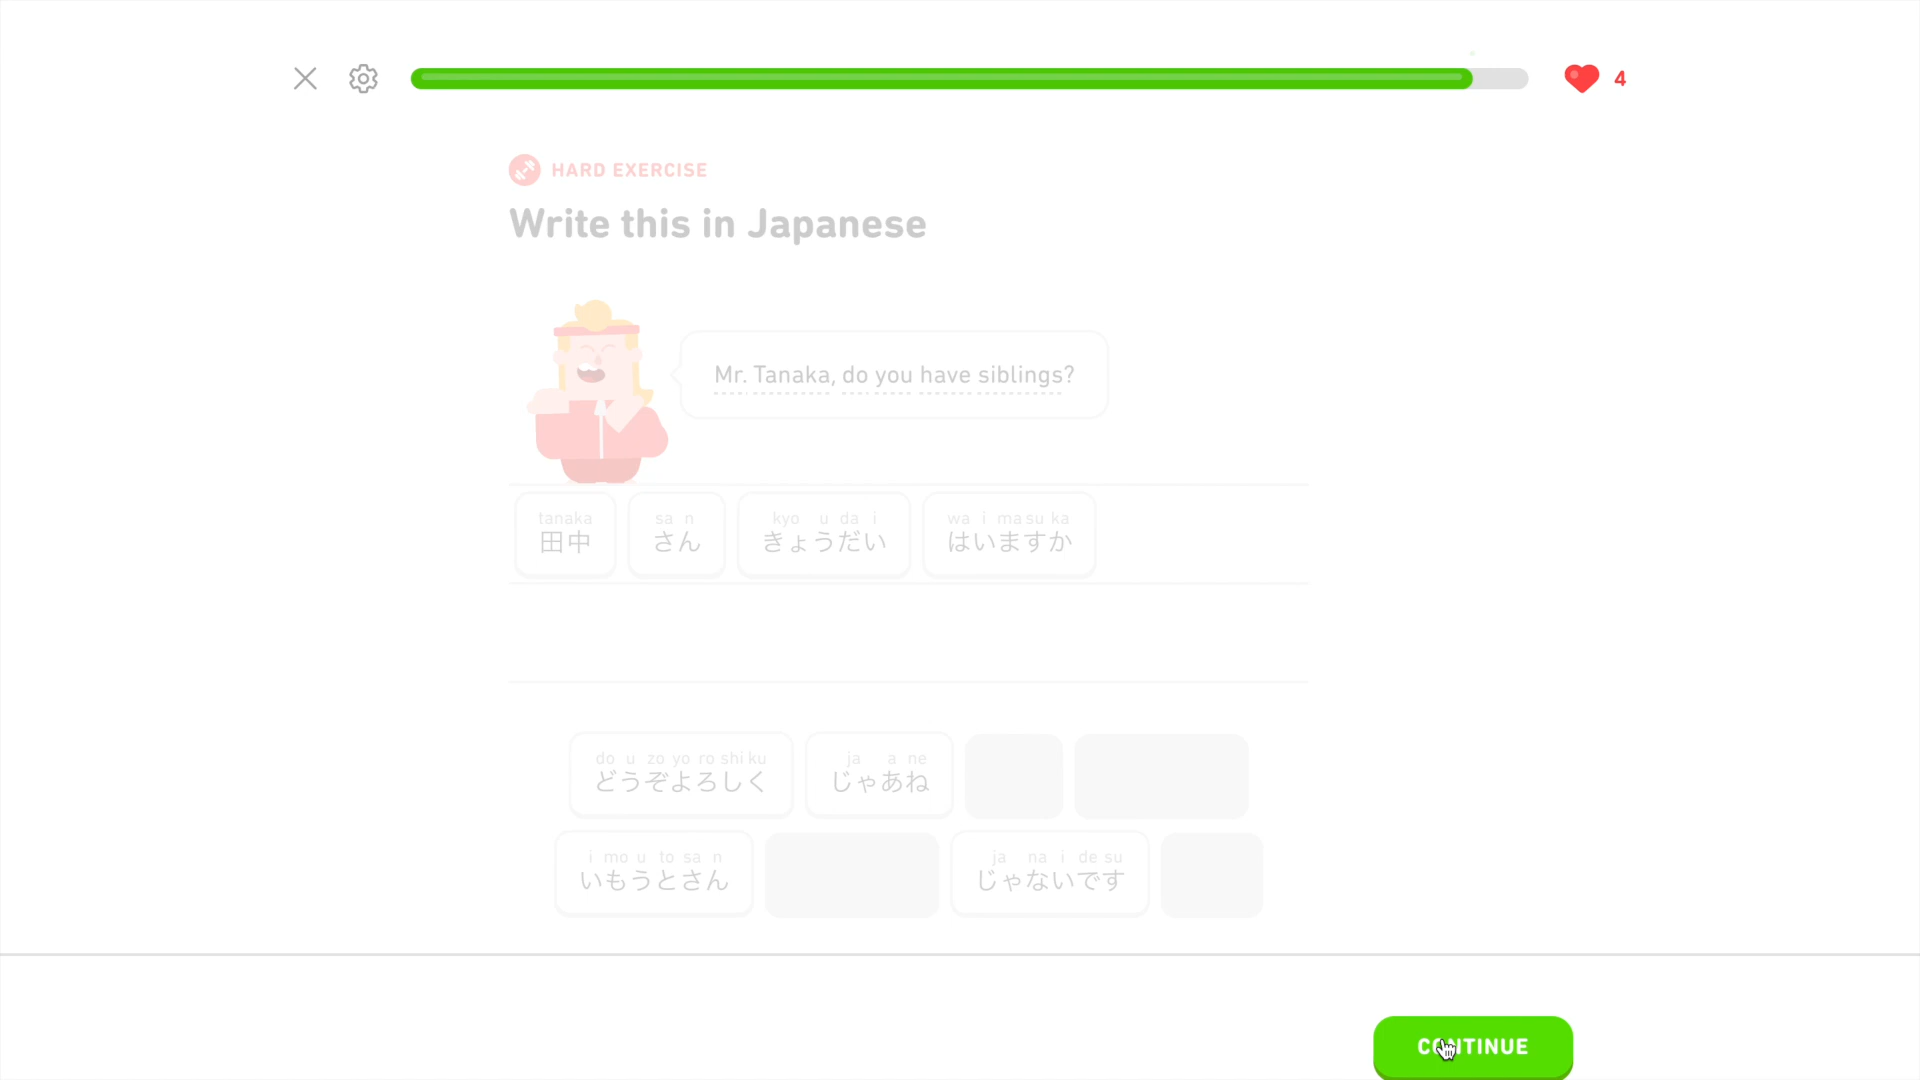 4
HARD EXERCISE
Write this in Japanese
Mr. Tanaka, do you have siblings?
tanaka sa n kyo u da i wa i ma su ka
田中 さん きょうだい はいますか
do u zo yo ro shi ku ja a ne
どうぞよろしく じゃあね
i mo u to sa n ja na i de su
いもうとさん じゃないです
CONTINUE